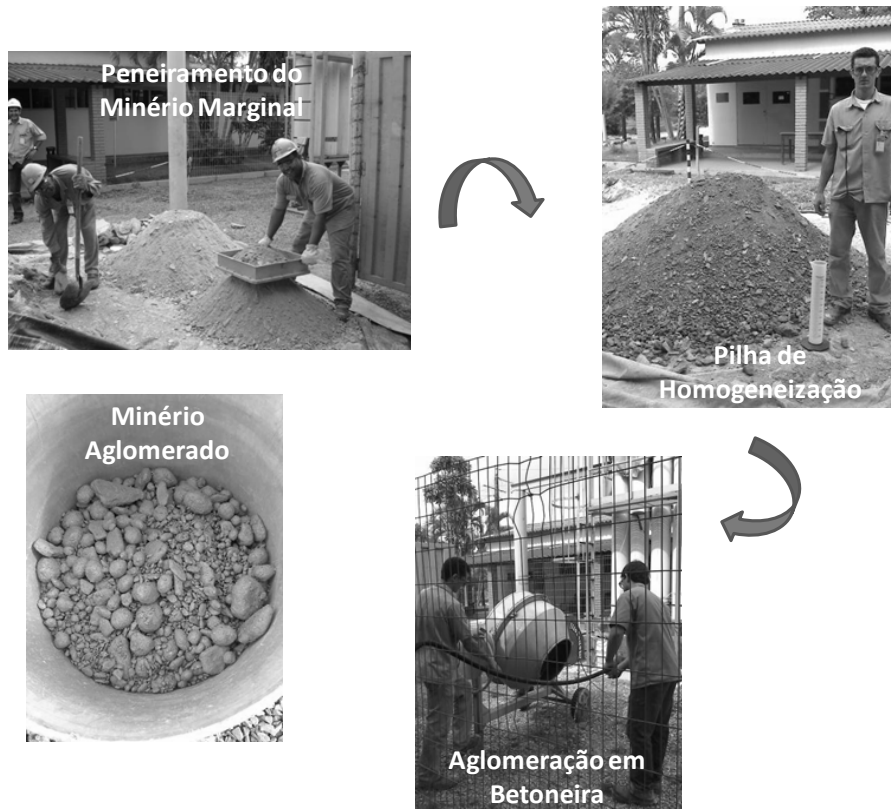 Peneiramento do
Minério Marginal
Pilha de
Homogeneização
Aglomeração em
Betoneira
Minério
Aglomerado